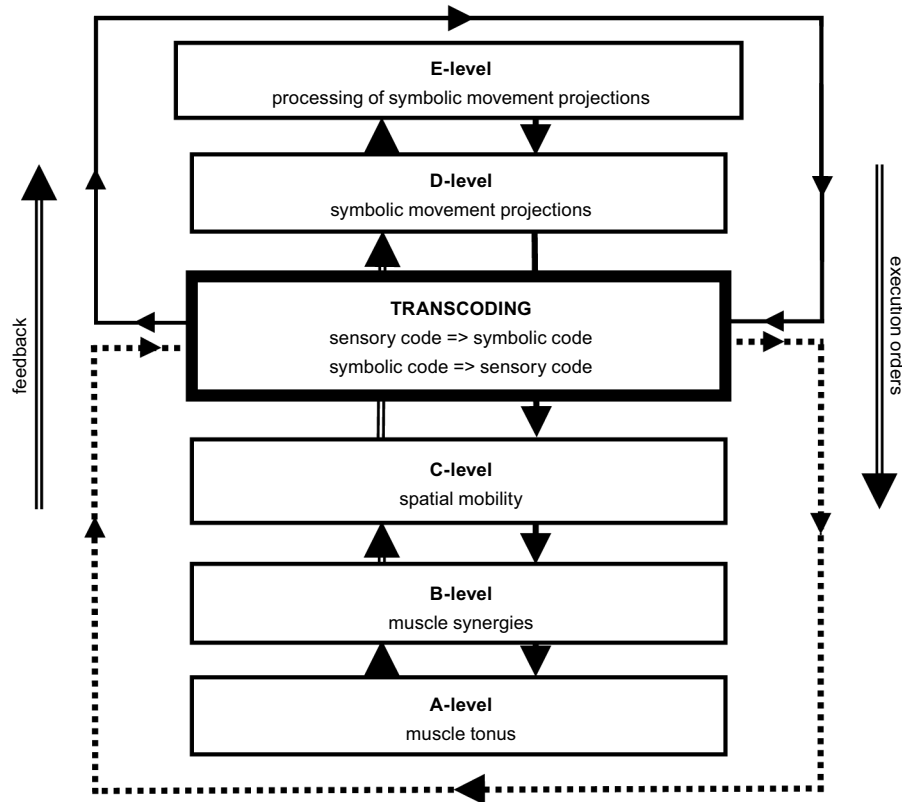 E-level
processing of symbolic movement projections
D-level
symbolic movement projections
TRANSCODING
sensory code => symbolic code
symbolic code => sensory code
feedback
execution orders
C-level
spatial mobility
B-level
muscle synergies
A-level
muscle tonus